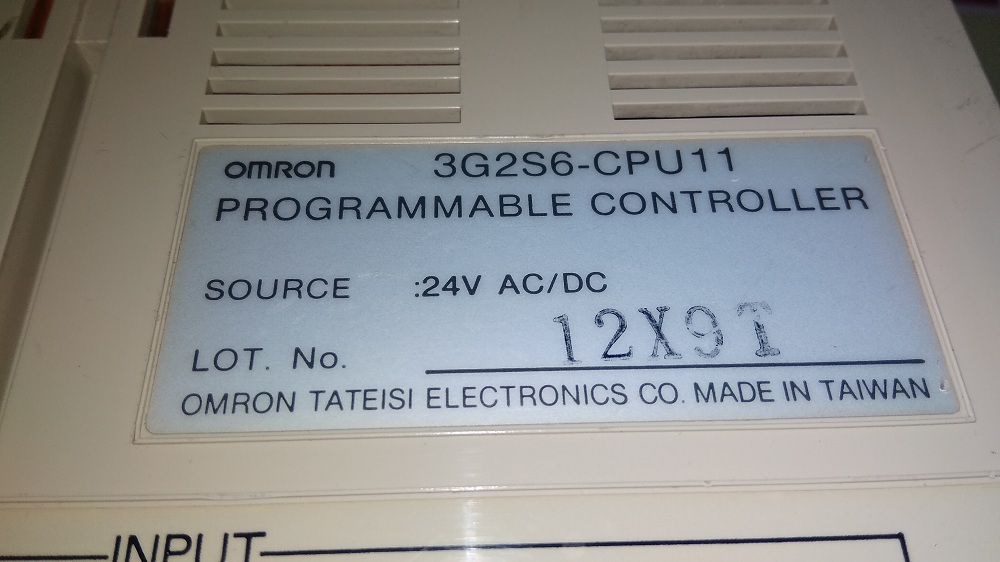 OMRON 3G2S6-CPU11
PROGRAMMABLE CONTROLLER
SOURCE :24V AC/DC
LOT. No. 12X9T
OMRON TATEISI ELECTRONICS CO. MADE IN TAIWAN
INPUT